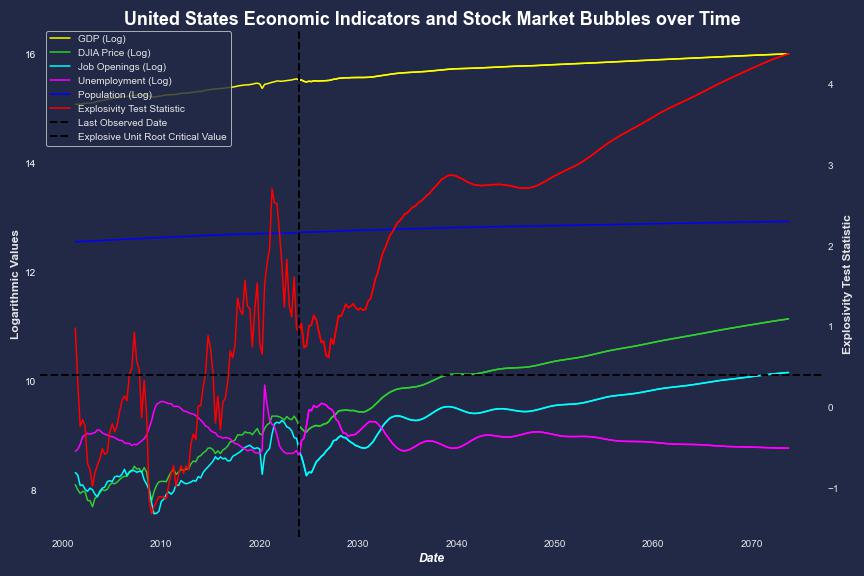 United States Economic Indicators and Stock Market Bubbles over Time
GDP (Log)
DJIA Price (Log)
Job Openings (Log)
Unemployment (Log)
Population (Log)
Explosivity Test Statistic
Last Observed Date
Explosive Unit Root Critical Value
Logarithmic Values
16
14
12
10
8
Explosivity Test Statistic
4
3
2
1
0
−1
2000 2010 2020 2030 2040 2050 2060 2070
Date